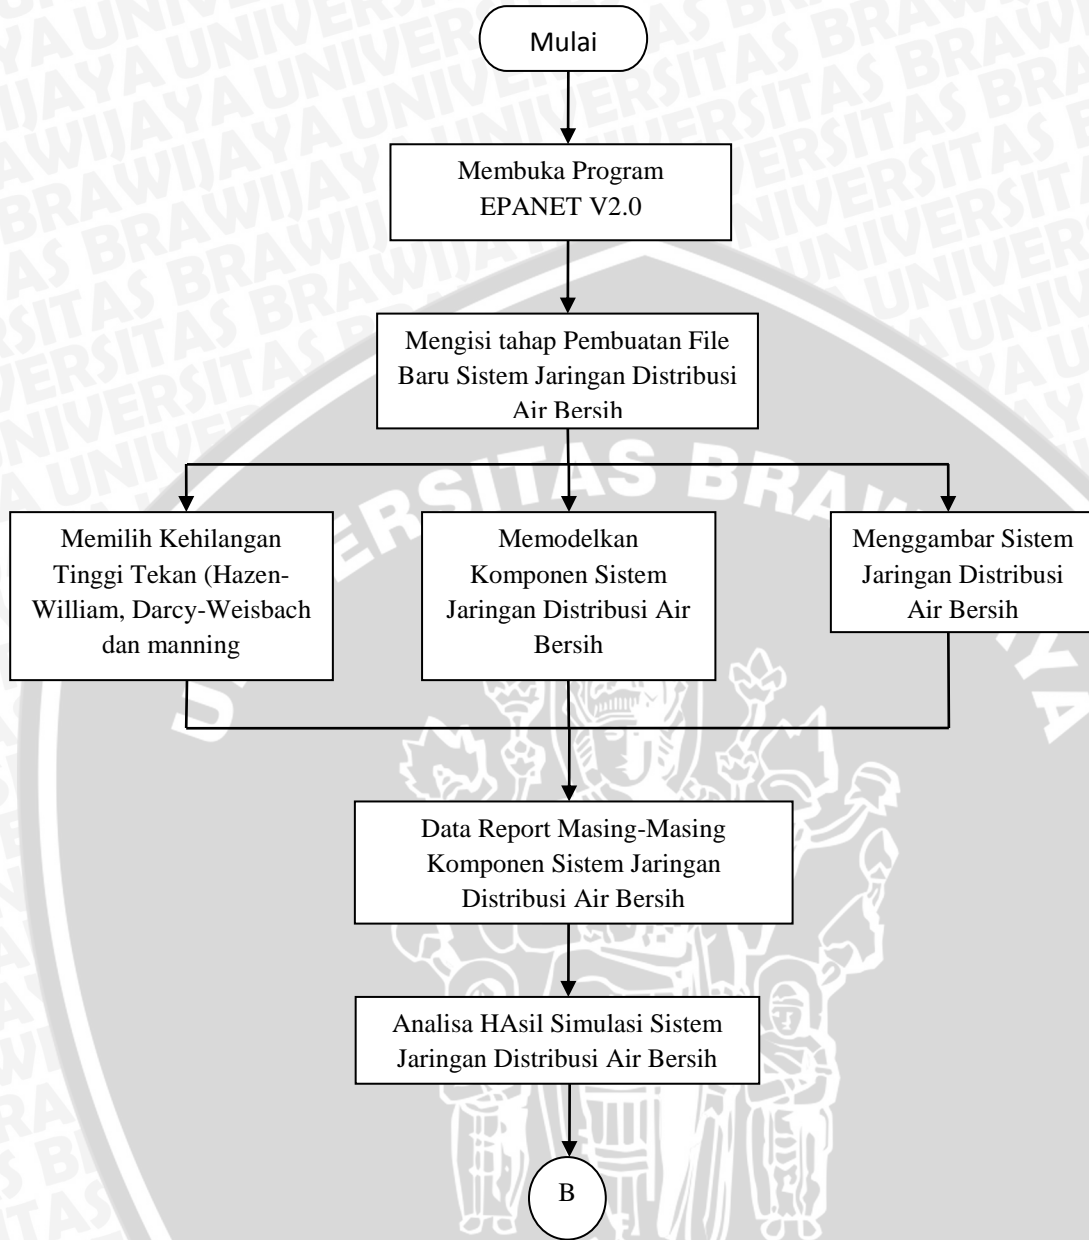 Mulai
Membuka Program
EPANET V2.0
Mengisi tahap Pembuatan File
Baru Sistem Jaringan Distribusi
Air Bersih
UNIVERSITAS BRAWIJAYA
Memilih Kehilangan
Tinggi Tekan (Hazen-
William, Darcy-Weisbach
dan manning
Memodelkan
Komponen Sistem
Jaringan Distribusi Air
Bersih
Menggambar Sistem
Jaringan Distribusi
Air Bersih
Data Report Masing-Masing
Komponen Sistem Jaringan
Distribusi Air Bersih
Analisa HAsil Simulasi Sistem
Jaringan Distribusi Air Bersih
B